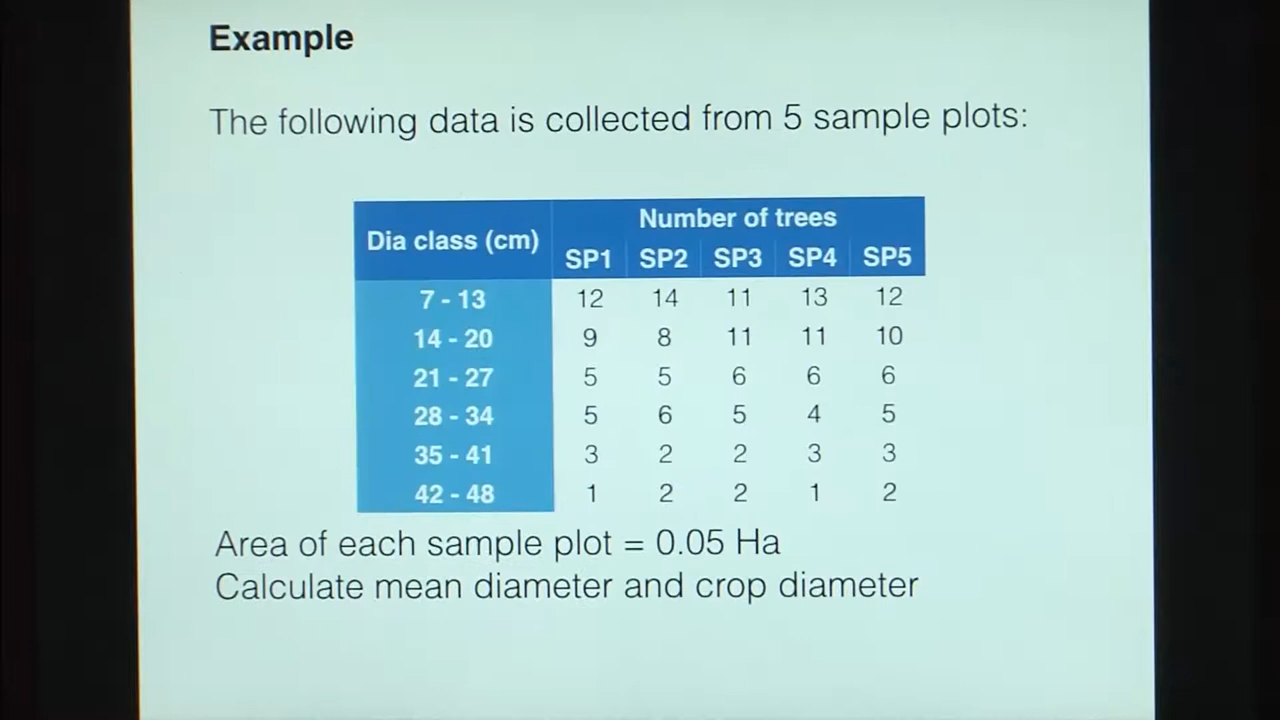 Example
The following data is collected from 5 sample plots:
Dia class (cm) Number of trees
SP1 SP2 SP3 SP4 SP5
7 - 13 12 14 11 13 12
14 - 20 9 8 11 11 10
21 - 27 5 5 6 6 6
28 - 34 5 6 5 4 5
35 - 41 3 2 2 3 3
42 - 48 1 2 2 1 2
Area of each sample plot = 0.05 Ha
Calculate mean diameter and crop diameter